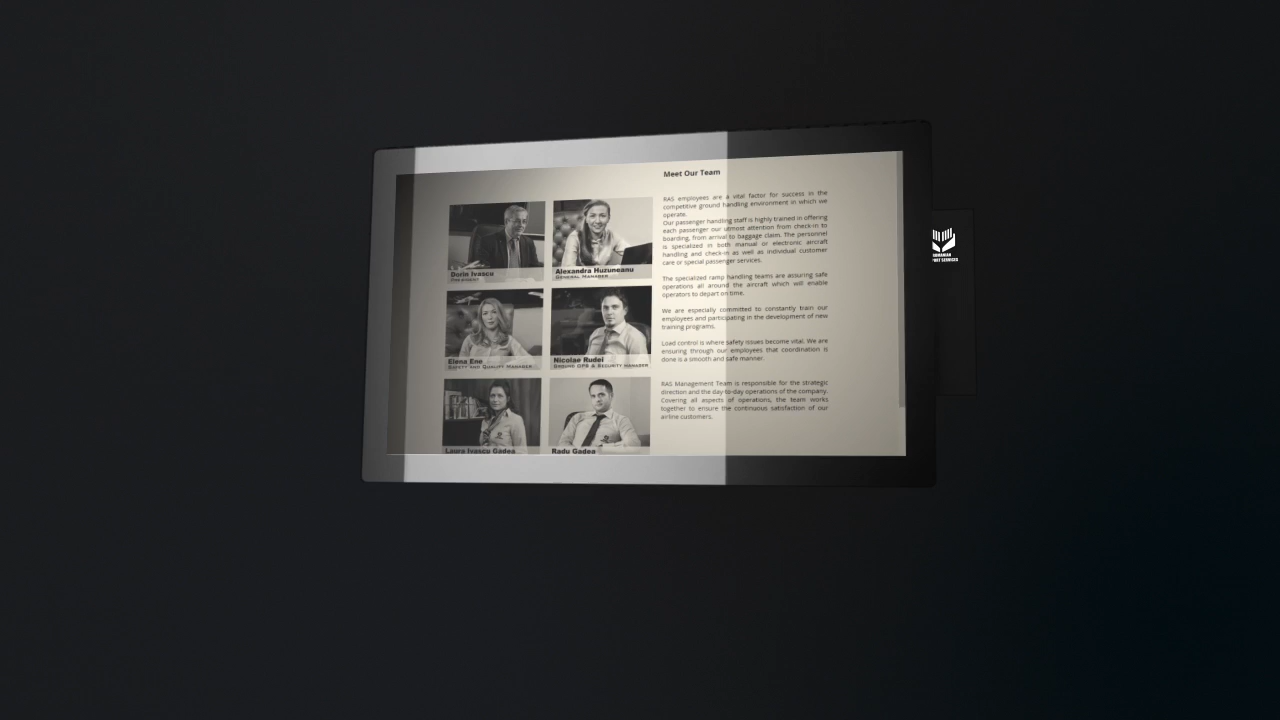 Dorin Ivascu
President
Alexandra Huzuneanu
General Manager
Elena Ene
Safety and Quality Manager
Nicolae Rudei
Ground OPS & Security manager
Laura Ivascu Gadea
Radu Gadea
Meet Our Team
RAS employees are a vital factor for success in the
competitive ground handling environment in which we
operate.
Our passenger handling staff is highly trained in offering
each passenger our utmost attention from check-in to
boarding, from arrival to baggage claim. The personnel
is specialized in both manual or electronic aircraft
handling and check-in as well as individual customer
care or special passenger services.
The specialized ramp handling teams are assuring safe
operations all around the aircraft which will enable
operators to depart on time.
We are especially committed to constantly train our
employees and participating in the development of new
training programs.
Load control is where safety issues become vital. We are
ensuring through our employees that coordination is
done is a smooth and safe manner.
RAS Management Team is responsible for the strategic
direction and the day-to-day operations of the company.
Covering all aspects of operations, the team works
together to ensure the continuous satisfaction of our
airline customers.
SERVICES